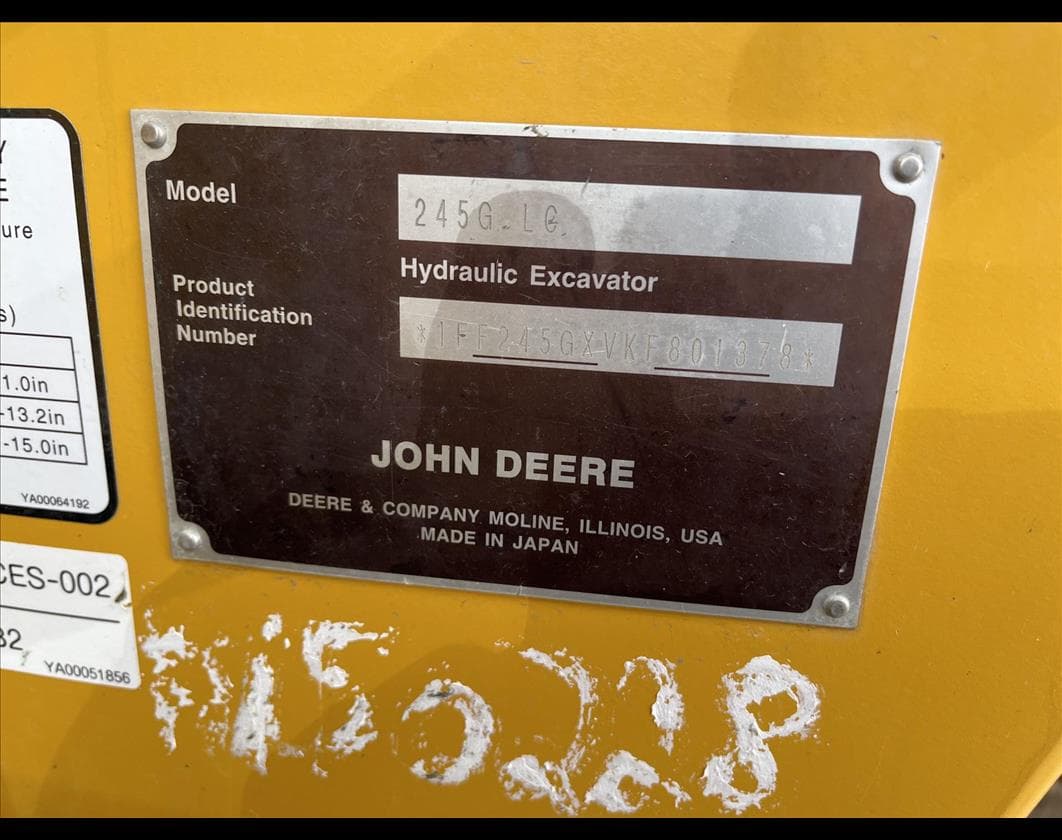 Y
E
ure
s)
1.0in
-13.2in
-15.0in
YA00064192
CES-002
32
YA00051856
Model
245G LC
Hydraulic Excavator
Product
Identification
Number
*1FF245GXVKF801378*
JOHN DEERE
DEERE & COMPANY MOLINE, ILLINOIS, USA
MADE IN JAPAN